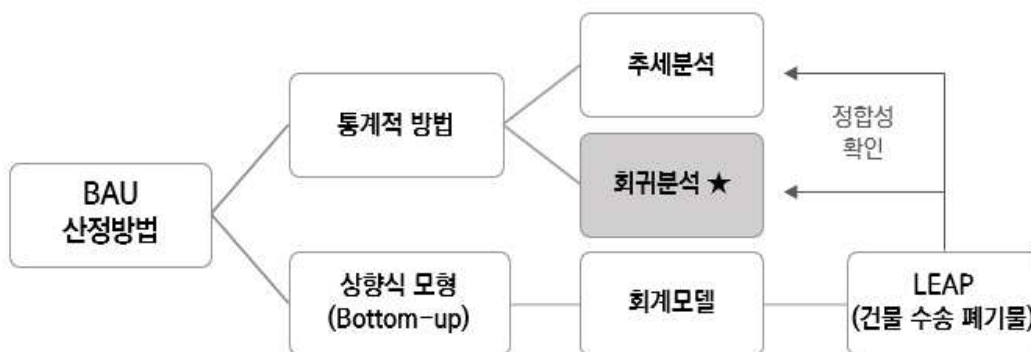 BAU
산정방법
통계적 방법
상향식 모형
(Bottom-up)
추세분석
회귀분석 ★
회계모델
정합성
확인
LEAP
(건물 수송 폐기물)